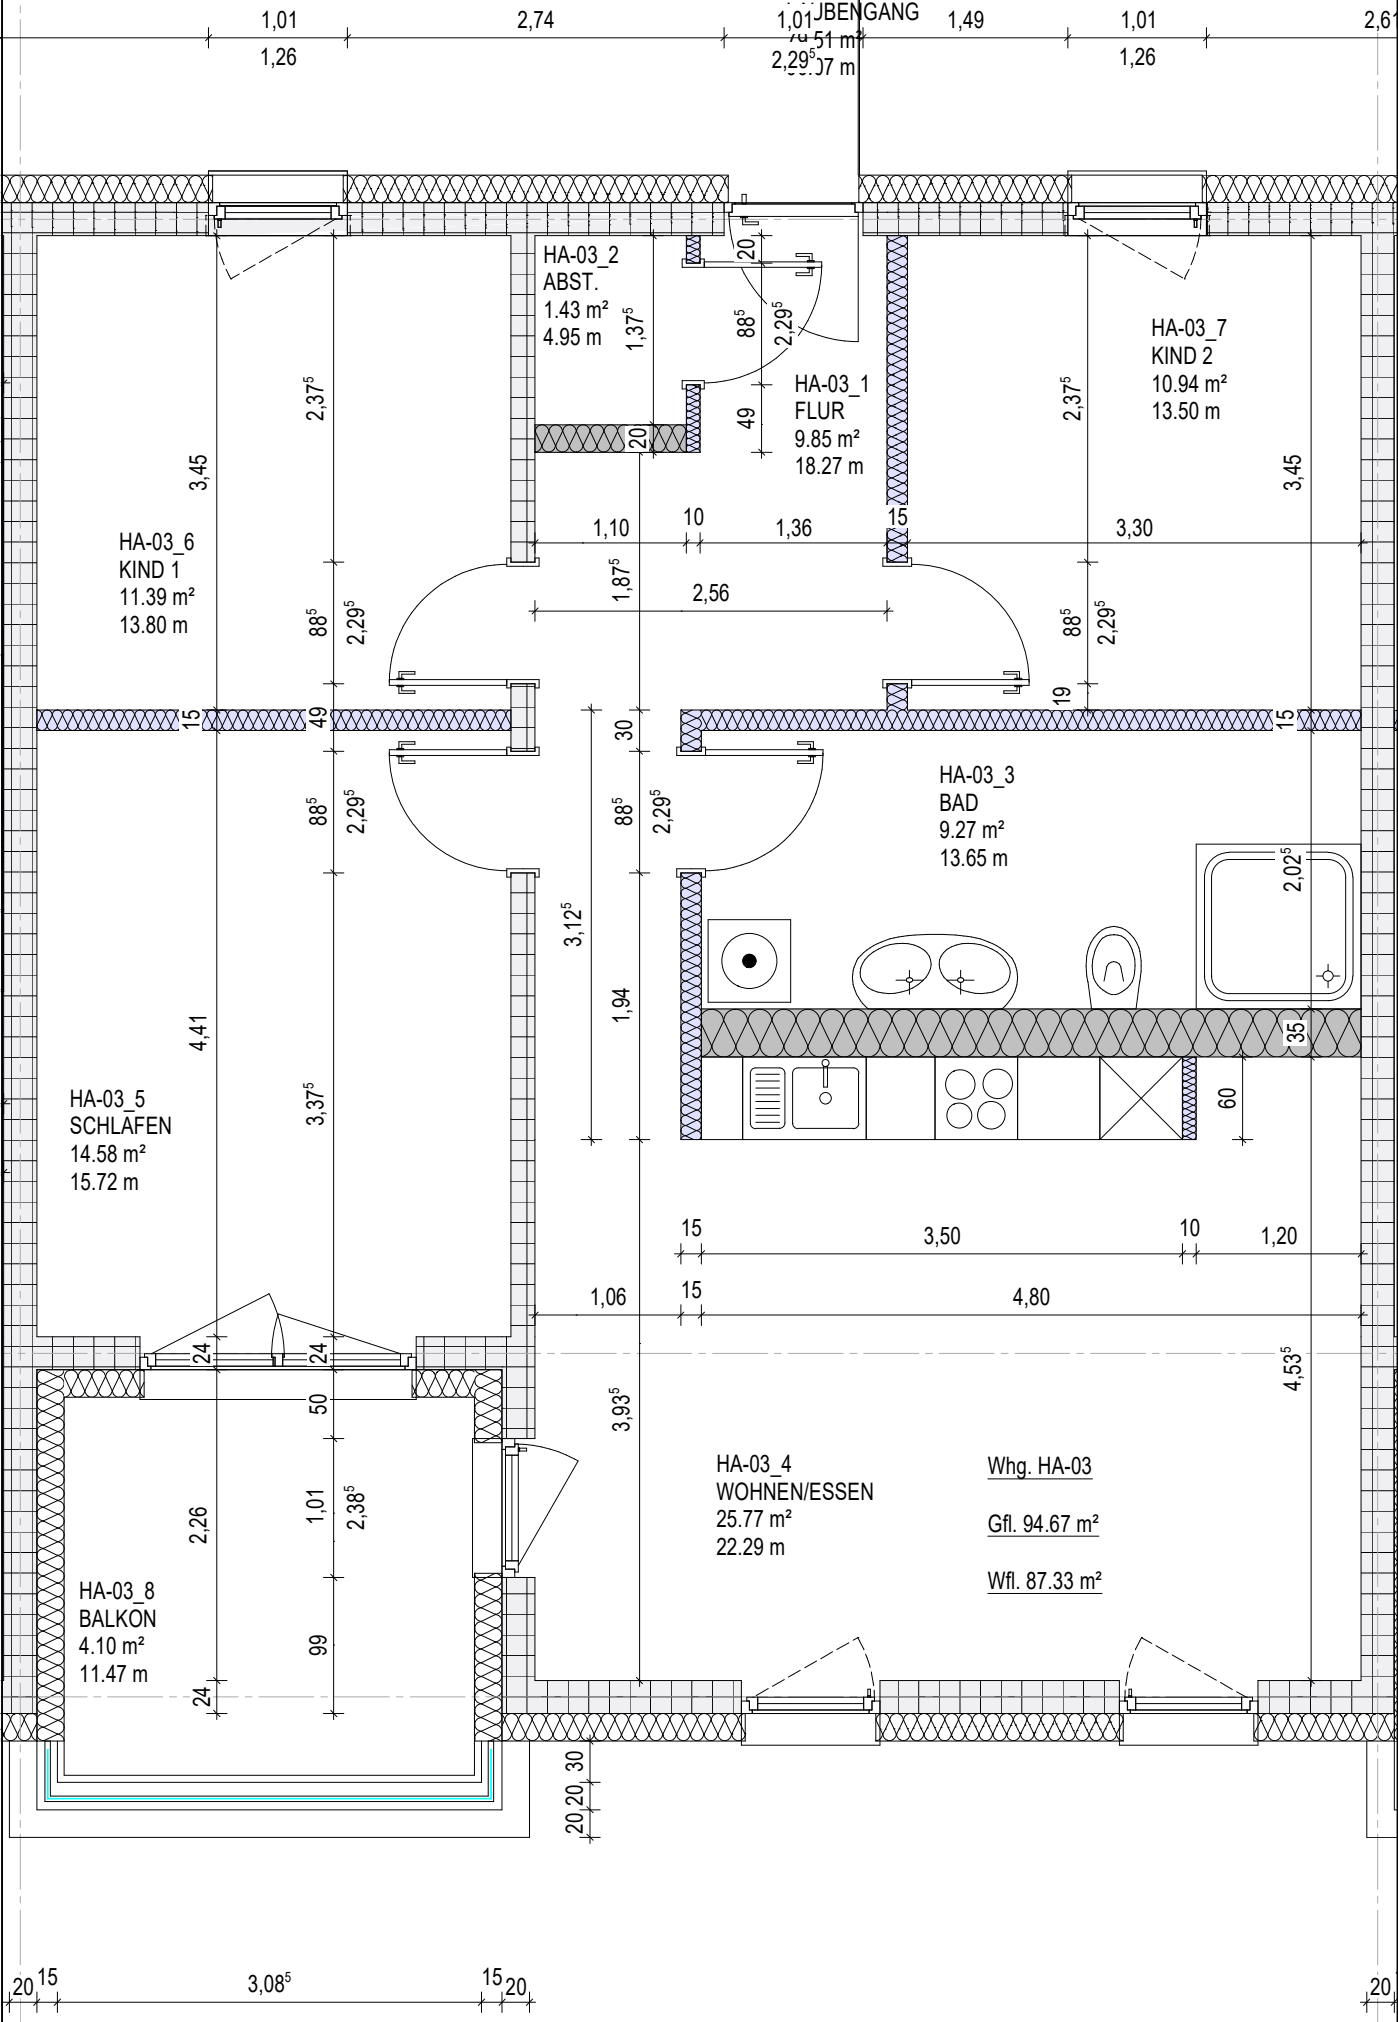 1,01
2,74
1,01
1,49
1,01
1,26
2,29⁵
1,26
HA-03_2
ABST.
1.43 m²
4.95 m
1,37⁵
20
88⁵
2,29⁵
49
20
HA-03_1
FLUR
9.85 m²
18.27 m
HA-03_7
KIND 2
10.94 m²
13.50 m
2,37⁵
3,45
2,37⁵
3,45
HA-03_6
KIND 1
11.39 m²
13.80 m
1,10
10
1,36
15
3,30
1,87⁵
2,56
88⁵
2,29⁵
88⁵
2,29⁵
19
15
49
30
15
88⁵
2,29⁵
88⁵
2,29⁵
HA-03_3
BAD
9.27 m²
13.65 m
2,02⁵
3,12⁵
1,94
4,41
3,37⁵
35
60
HA-03_5
SCHLAFEN
14.58 m²
15.72 m
15
3,50
10
1,20
1,06
15
4,80
24
24
50
3,93⁵
4,53⁵
2,26
1,01
2,38⁵
HA-03_4
WOHNEN/ESSEN
25.77 m²
22.29 m
Whg. HA-03
Gfl. 94.67 m²
Wfl. 87.33 m²
HA-03_8
BALKON
4.10 m²
11.47 m
99
24
30
20
20
20
15
3,08⁵
15
20
20